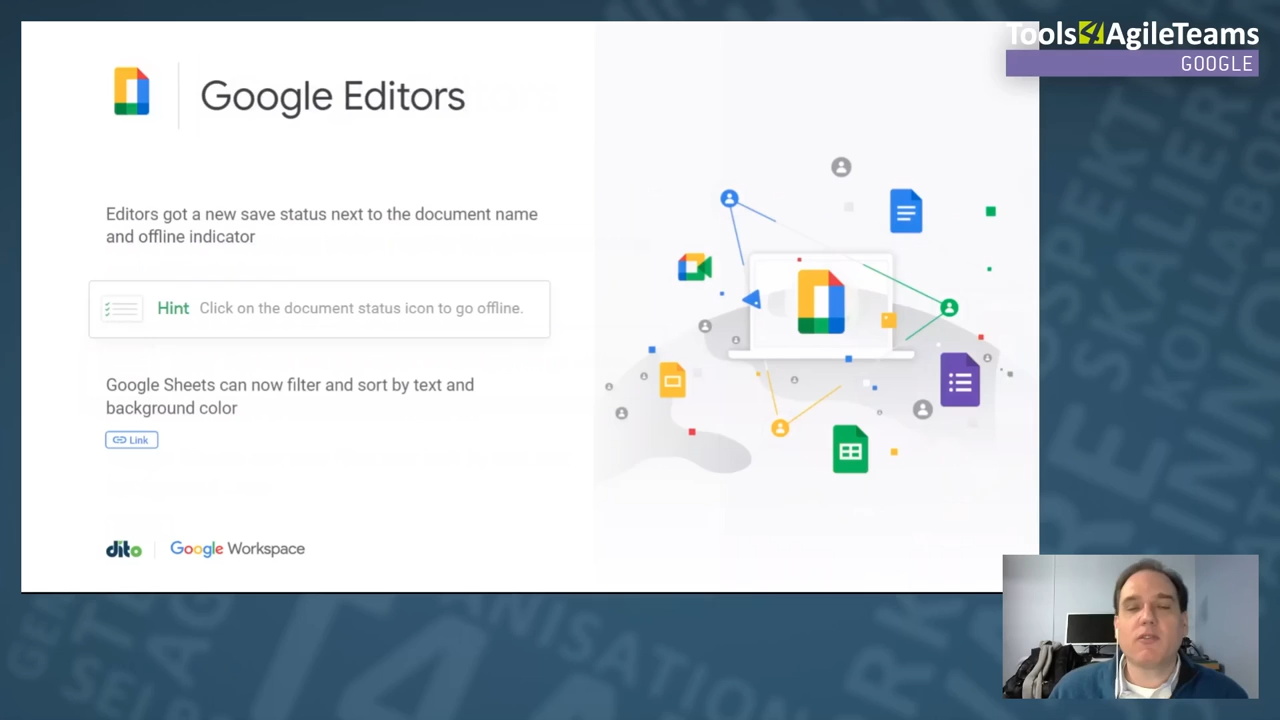 Tools4AgileTeams
GOOGLE
Google Editors
Editors got a new save status next to the document name
and offline indicator
Hint Click on the document status icon to go offline.
Google Sheets can now filter and sort by text and
background color
Link
dito
Google Workspace